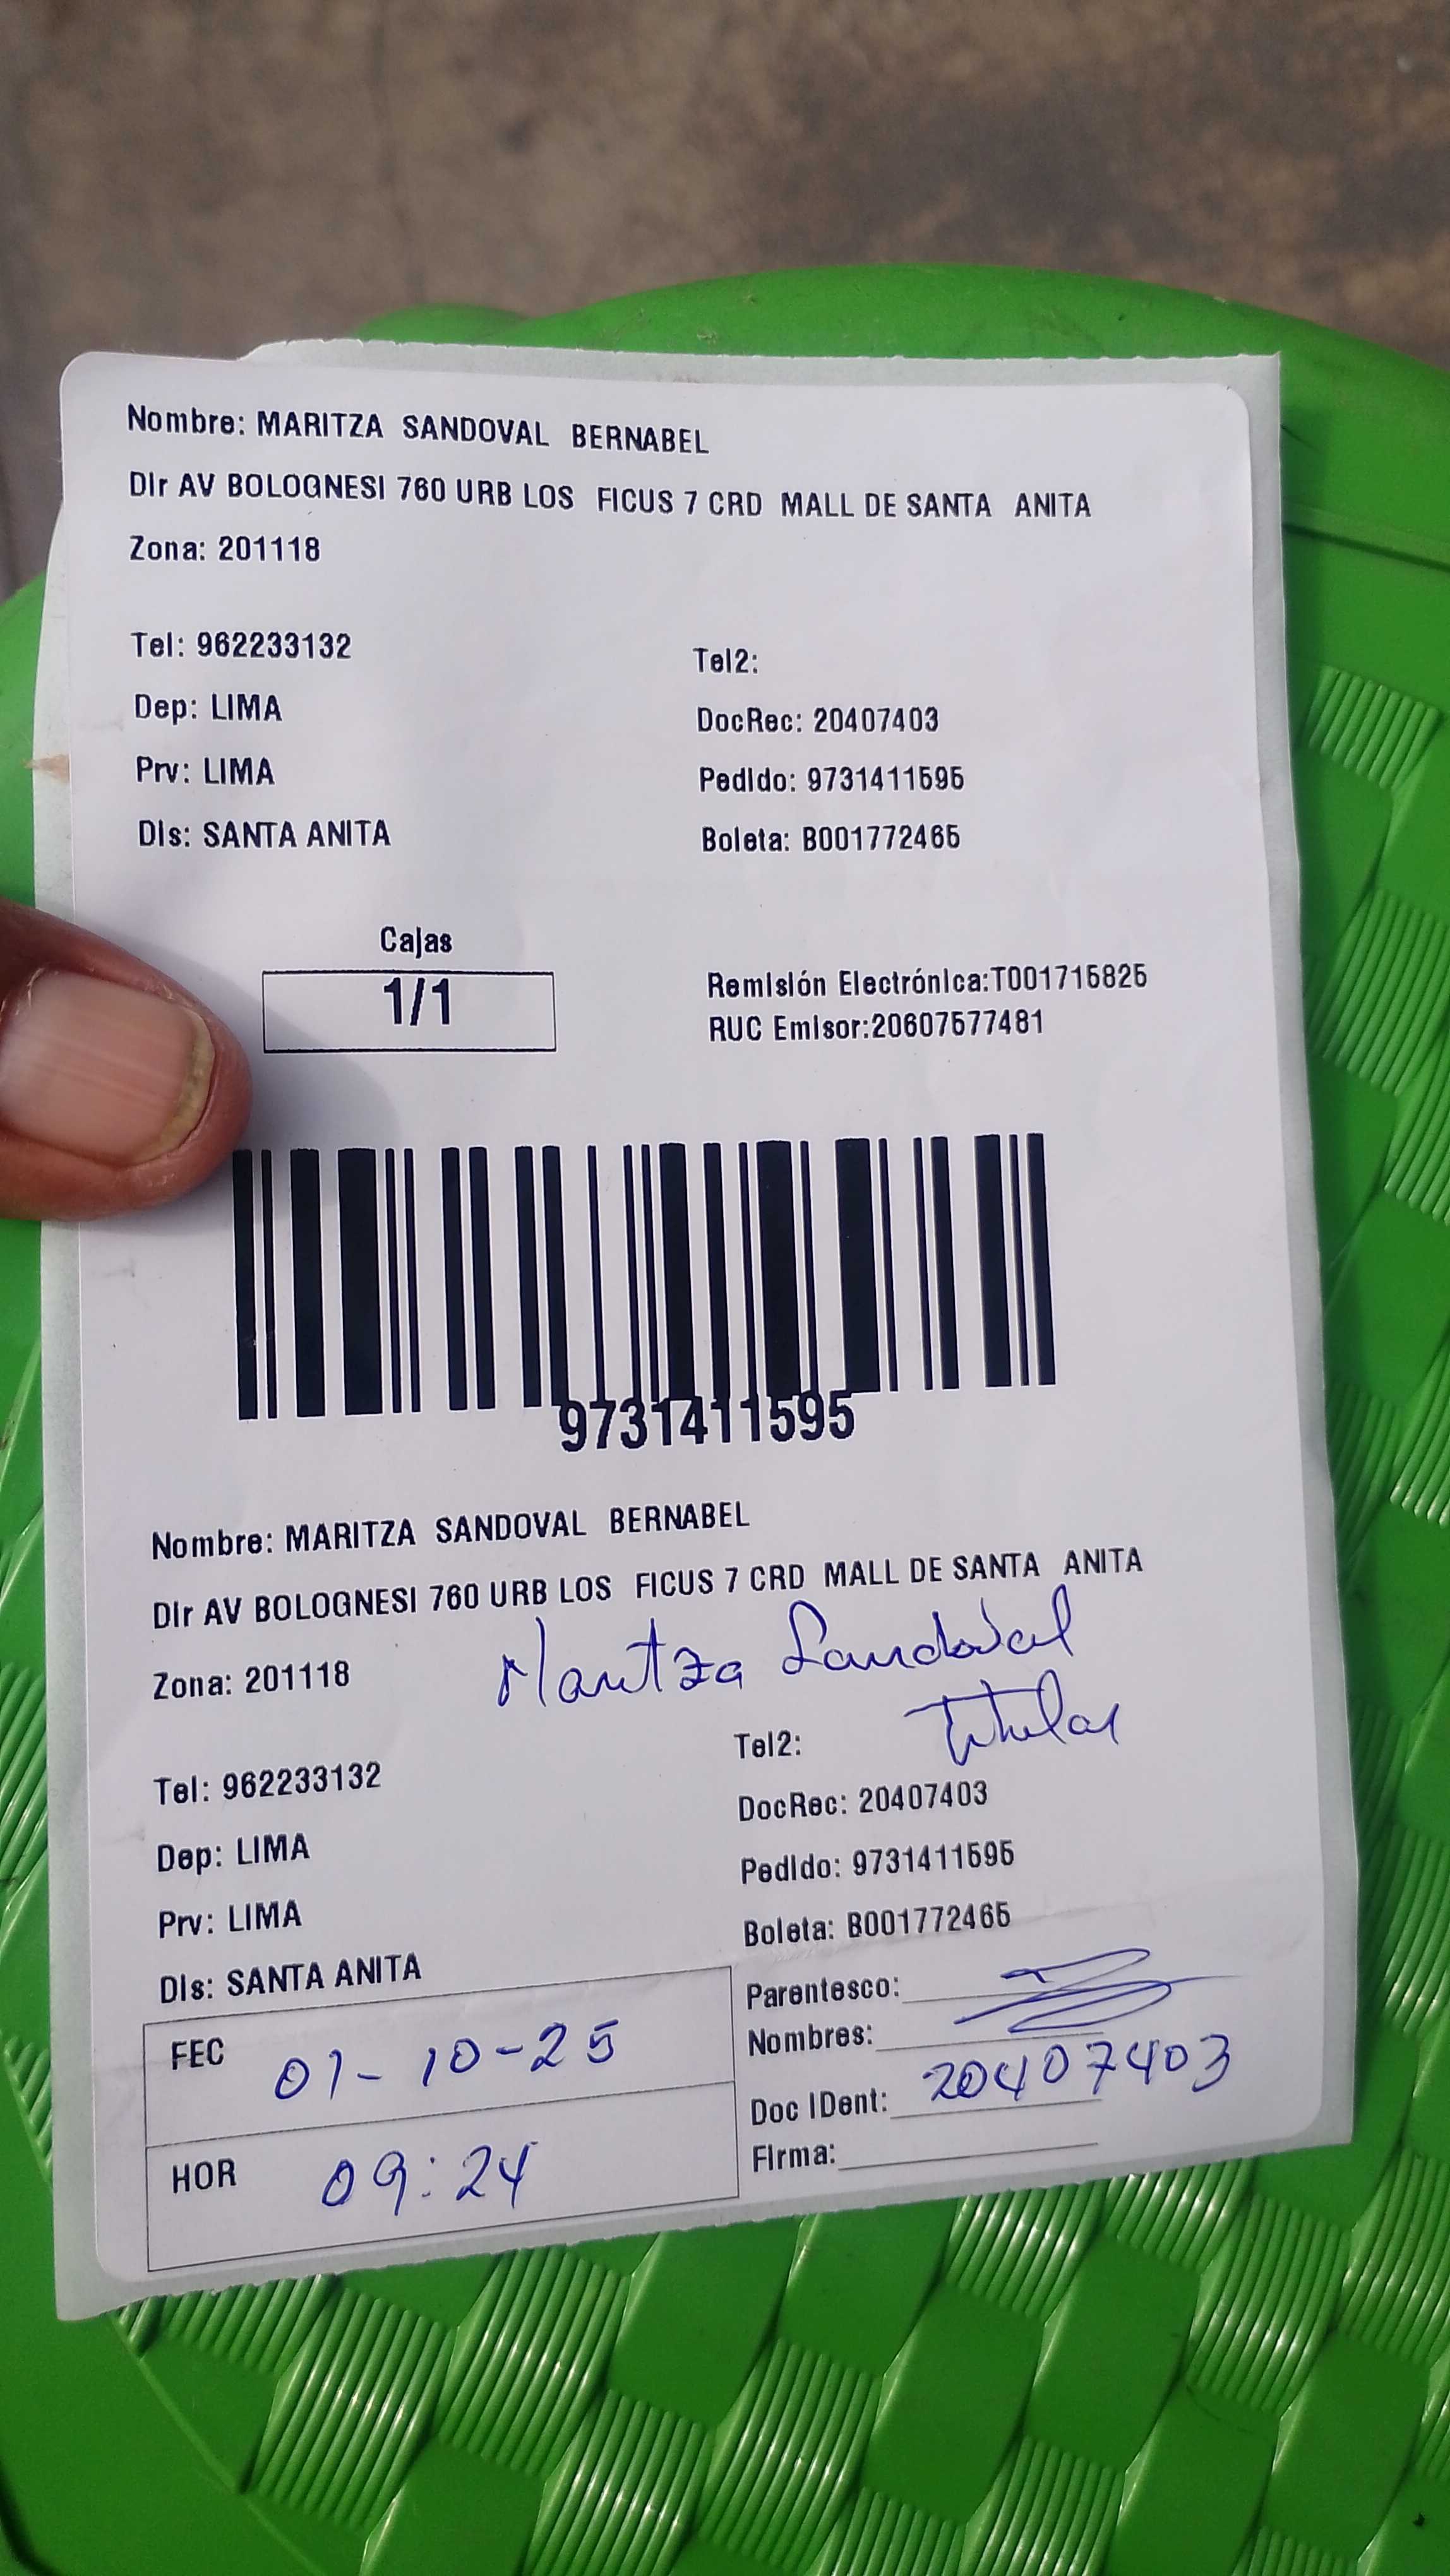 Nombre: MARITZA SANDOVAL BERNABEL
Dir AV BOLOGNESI 760 URB LOS FICUS 7 CRD MALL DE SANTA ANITA
Zona: 201118
Tel: 962233132
Tel2:
Dep: LIMA
DocRec: 20407403
Prv: LIMA
Pedido: 9731411595
Dis: SANTA ANITA
Boleta: B001772465
Cajas
1/1
Remisión Electrónica:T001715825
RUC Emisor:20607577481
9731411595
Nombre: MARITZA SANDOVAL BERNABEL
Dir AV BOLOGNESI 760 URB LOS FICUS 7 CRD MALL DE SANTA ANITA
Maritza Sandoval
Zona: 201118
Titular
Tel2:
Tel: 962233132
DocRec: 20407403
Dep: LIMA
Pedido: 9731411595
Prv: LIMA
Boleta: B001772465
Dis: SANTA ANITA
Parentesco:
Nombres:
FEC 01-10-25
Doc IDent: 20407403
HOR 09:24
Firma: